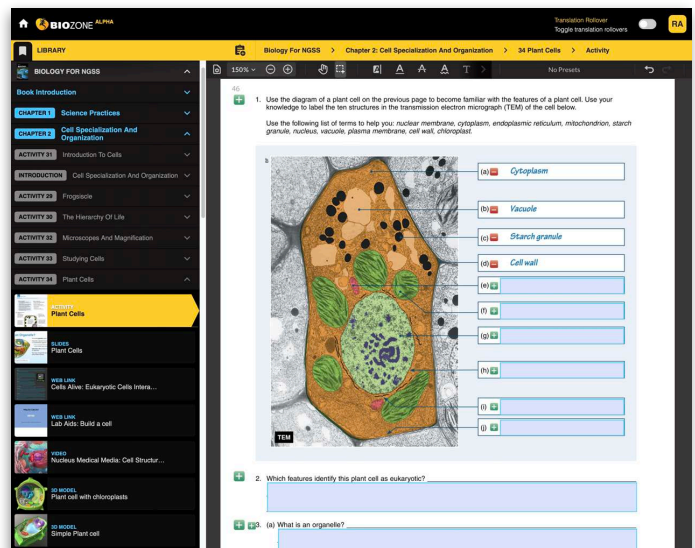 BIOZONE ALPHA
Translation Rollover
Toggle translation rollovers
RA
LIBRARY
Biology For NGSS > Chapter 2: Cell Specialization And Organization > 34 Plant Cells > Activity
BIOLOGY FOR NGSS
150%
T
No Presets
Book Introduction
CHAPTER 1 Science Practices
CHAPTER 2 Cell Specialization And
Organization
ACTIVITY 31 Introduction To Cells
INTRODUCTION Cell Specialization And Organization
ACTIVITY 29 Frogsicle
ACTIVITY 30 The Hierarchy Of Life
ACTIVITY 32 Microscopes And Magnification
ACTIVITY 33 Studying Cells
ACTIVITY 34 Plant Cells
ACTIVITY
Plant Cells
SLIDES
Plant Cells
WEB LINK
Cells Alive: Eukaryotic Cells Intera...
WEB LINK
Lab Aids: Build a cell
VIDEO
Nucleus Medical Media: Cell Structur...
3D MODEL
Plant cell with chloroplasts
3D MODEL
Simple Plant cell
46
1. Use the diagram of a plant cell on the previous page to become familiar with the features of a plant cell. Use your
knowledge to label the ten structures in the transmission electron micrograph (TEM) of the cell below.
Use the following list of terms to help you: nuclear membrane, cytoplasm, endoplasmic reticulum, mitochondrion, starch
granule, nucleus, vacuole, plasma membrane, cell wall, chloroplast.
(a) Cytoplasm
(b) Vacuole
(c) Starch granule
(d) Cell wall
(e)
(f)
(g)
(h)
(i)
(j)
TEM
2. Which features identify this plant cell as eukaryotic?
3. (a) What is an organelle?